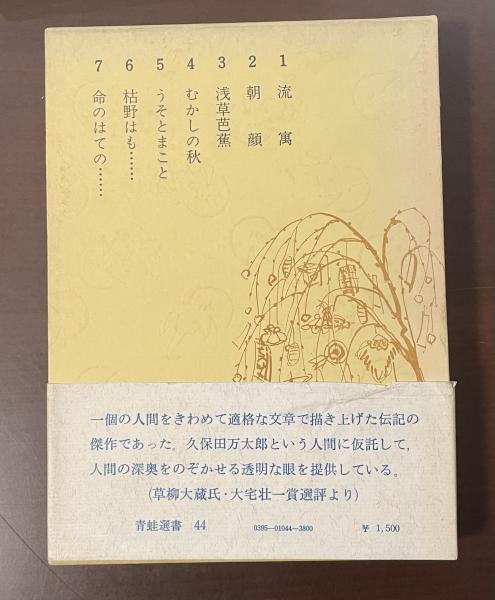 1 流寓
2 朝顔
3 浅草芭蕉
4 むかしの秋
5 うそとまこと
6 枯野はも……
7 命のはての……
一個の人間をきわめて適格な文章で描き上げた伝記の
傑作であった。久保田万太郎という人間に仮託して,
人間の深奥をのぞかせる透明な眼を提供している。
(草柳大蔵氏・大宅壮一賞選評より)
青蛙選書 44 0395—01044—3800 ¥ 1,500